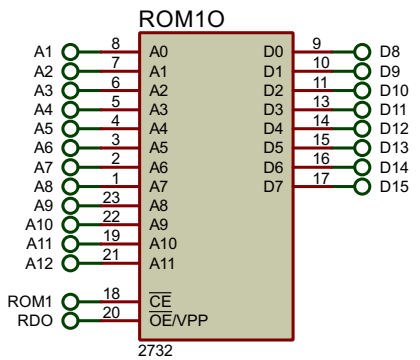 ROM1O
A1 8 A0 D0 9 D8
A2 7 A1 D1 10 D9
A3 6 A2 D2 11 D10
A4 5 A3 D3 13 D11
A5 4 A4 D4 14 D12
A6 3 A5 D5 15 D13
A7 2 A6 D6 16 D14
A8 1 A7 D7 17 D15
A9 23 A8
A10 22 A9
A11 19 A10
A12 21 A11
ROM1 18 CE
RDO 20 OE/VPP
2732